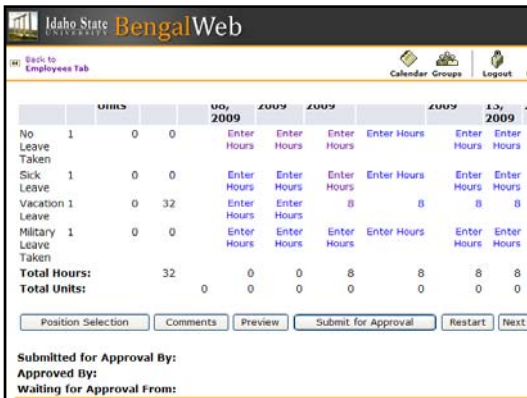 Idaho State BengalWeb
UNIVERSITY
Back to
Employees Tab
Calendar Groups Logout
Units 08, 2009 2009 2009 13,
2009 2009
No 1 0 0 Enter Enter Enter Enter Hours Enter Enter
Leave Hours Hours Hours Hours Hours
Taken
Sick 1 0 0 Enter Enter Enter Enter Hours Enter Enter
Leave Hours Hours Hours Hours Hours
Vacation 1 0 32 Enter Enter 8 8 8 8
Leave Hours Hours
Military 1 0 0 Enter Enter Enter Enter Hours Enter Enter
Leave Hours Hours Hours Hours Hours
Taken
Total Hours: 32 0 0 8 8 8 8
Total Units: 0 0 0 0 0 0 0
Position Selection Comments Preview Submit for Approval Restart Next
Submitted for Approval By:
Approved By:
Waiting for Approval From: